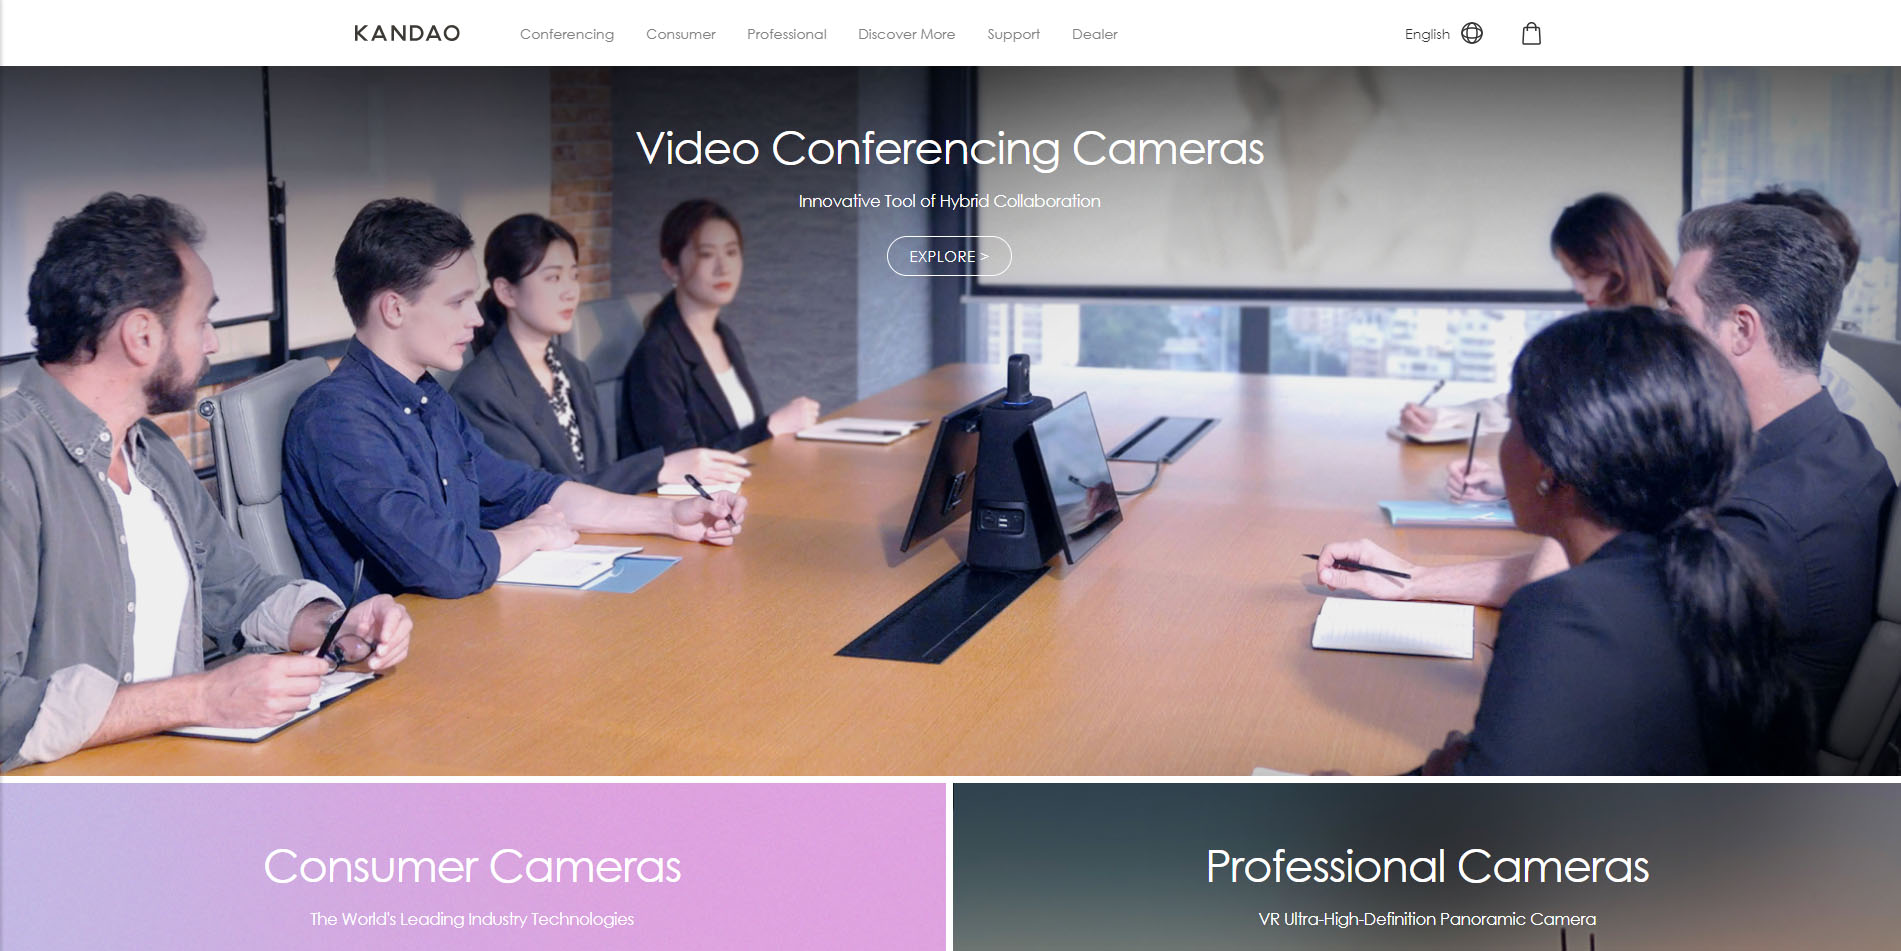 KANDAO
Conferencing
Consumer
Professional
Discover More
Support
Dealer
English
Video Conferencing Cameras
Innovative Tool of Hybrid Collaboration
EXPLORE >
Consumer Cameras
The World's Leading Industry Technologies
Professional Cameras
VR Ultra-High-Definition Panoramic Camera